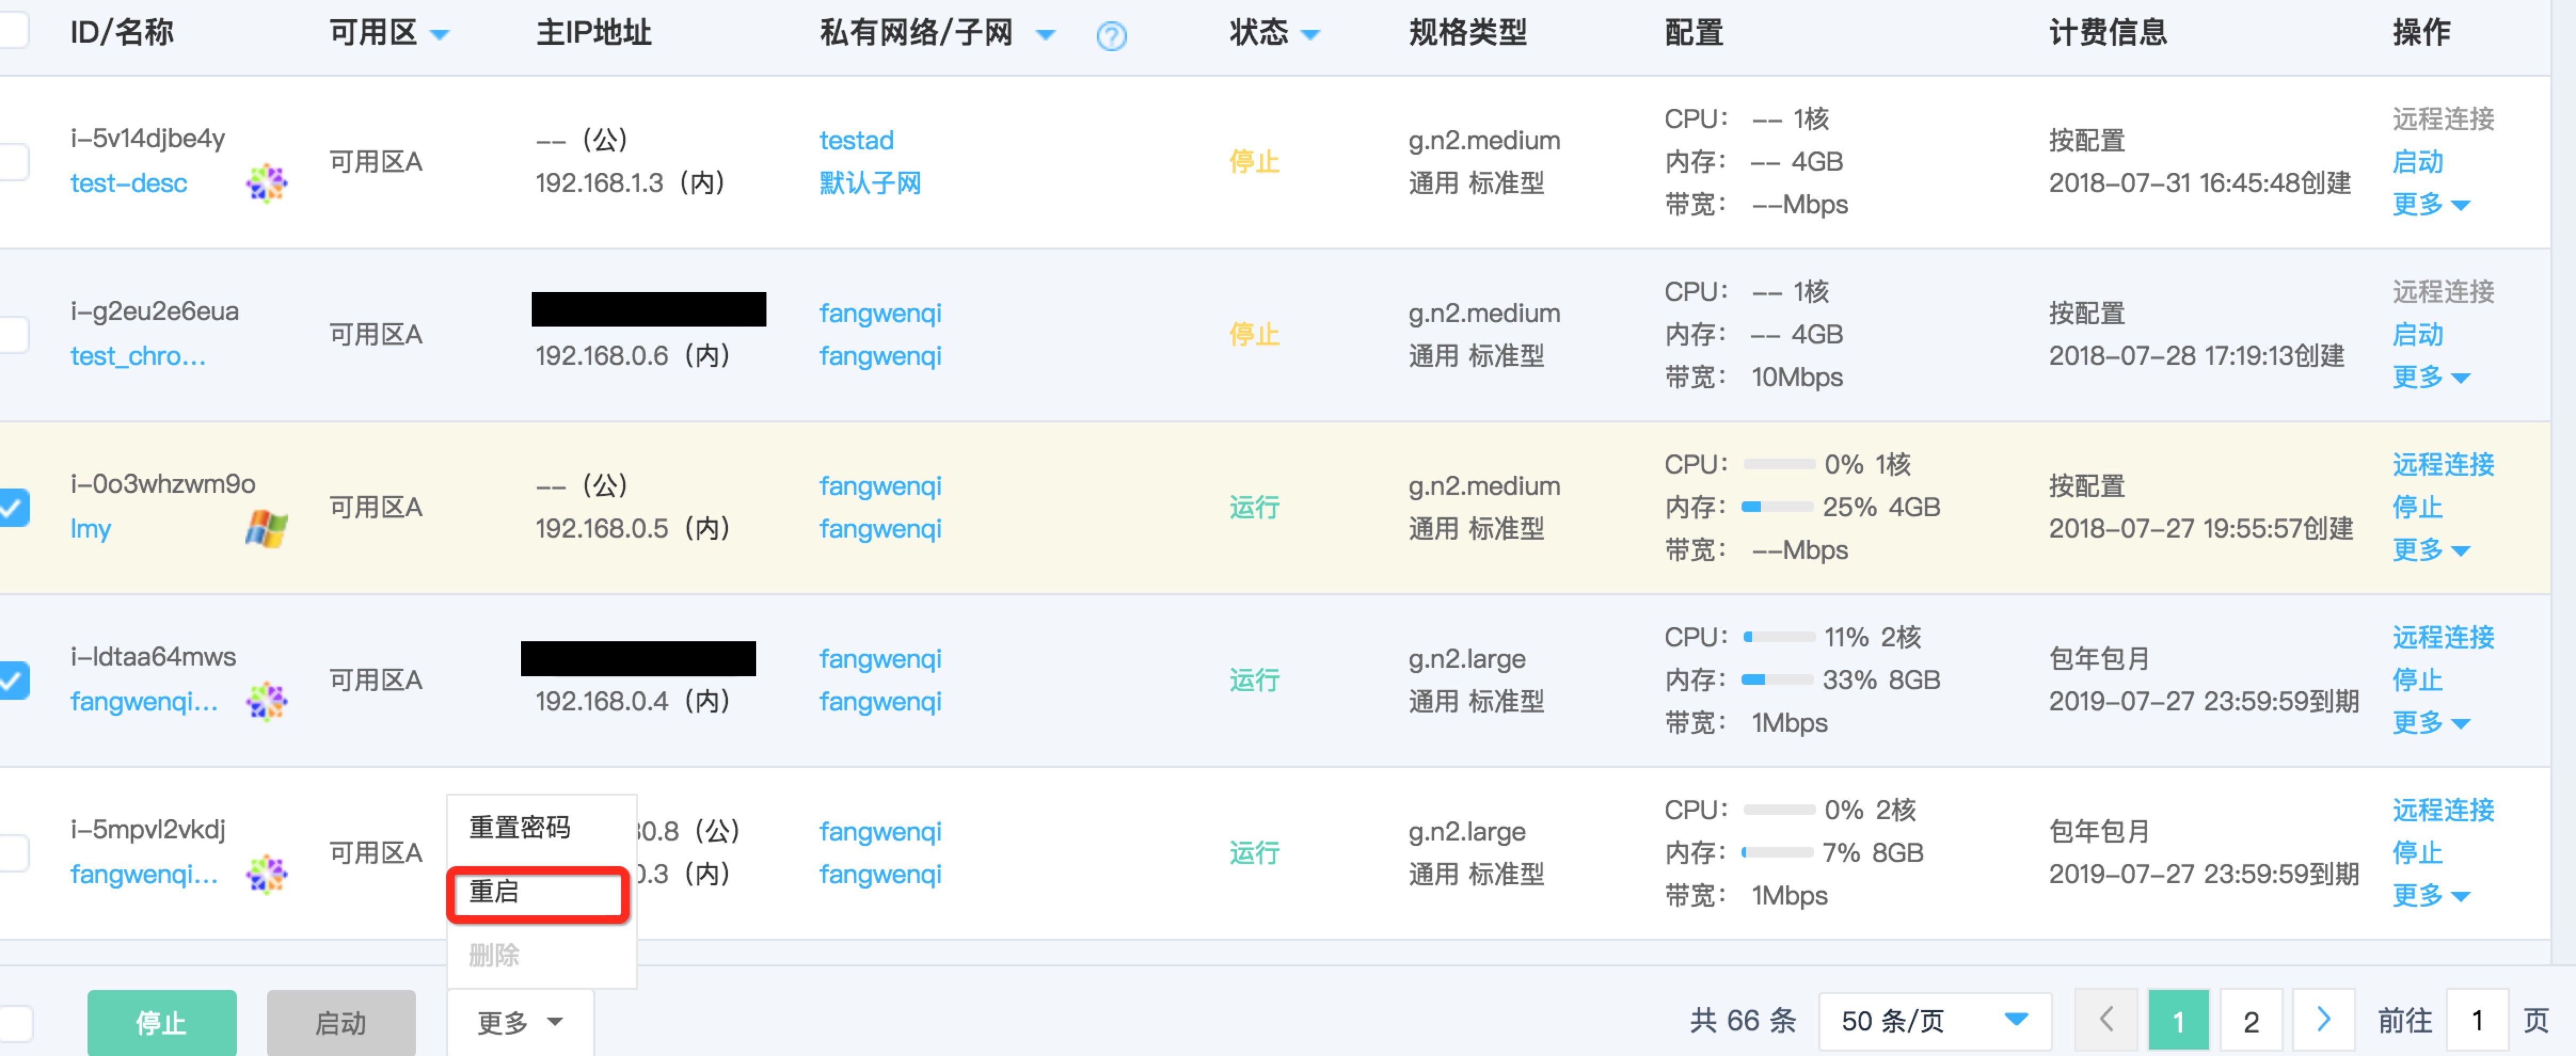 ID/名称 可用区 主IP地址 私有网络/子网 ? 状态 规格类型 配置 计费信息 操作
i-5v14djbe4y
test-desc
可用区A
-- (公)
192.168.1.3 (内)
testad
默认子网
停止
g.n2.medium
通用 标准型
CPU: -- 1核
内存: -- 4GB
带宽: --Mbps
按配置
2018-07-31 16:45:48创建
远程连接
启动
更多
i-g2eu2e6eua
test_chro...
可用区A
192.168.0.6 (内)
fangwenqi
fangwenqi
停止
g.n2.medium
通用 标准型
CPU: -- 1核
内存: -- 4GB
带宽: 10Mbps
按配置
2018-07-28 17:19:13创建
远程连接
启动
更多
i-0o3whzwm9o
lmy
可用区A
-- (公)
192.168.0.5 (内)
fangwenqi
fangwenqi
运行
g.n2.medium
通用 标准型
CPU: 0% 1核
内存: 25% 4GB
带宽: --Mbps
按配置
2018-07-27 19:55:57创建
远程连接
停止
更多
i-ldtaa64mws
fangwenqi...
可用区A
192.168.0.4 (内)
fangwenqi
fangwenqi
运行
g.n2.large
通用 标准型
CPU: 11% 2核
内存: 33% 8GB
带宽: 1Mbps
包年包月
2019-07-27 23:59:59到期
远程连接
停止
更多
i-5mpvl2vkdj
fangwenqi...
可用区A
0.8 (公)
0.3 (内)
fangwenqi
fangwenqi
运行
g.n2.large
通用 标准型
CPU: 0% 2核
内存: 7% 8GB
带宽: 1Mbps
包年包月
2019-07-27 23:59:59到期
远程连接
停止
更多
重置密码
重启
删除
停止 启动 更多 共 66 条 50 条/页 < 1 2 > 前往 1 页